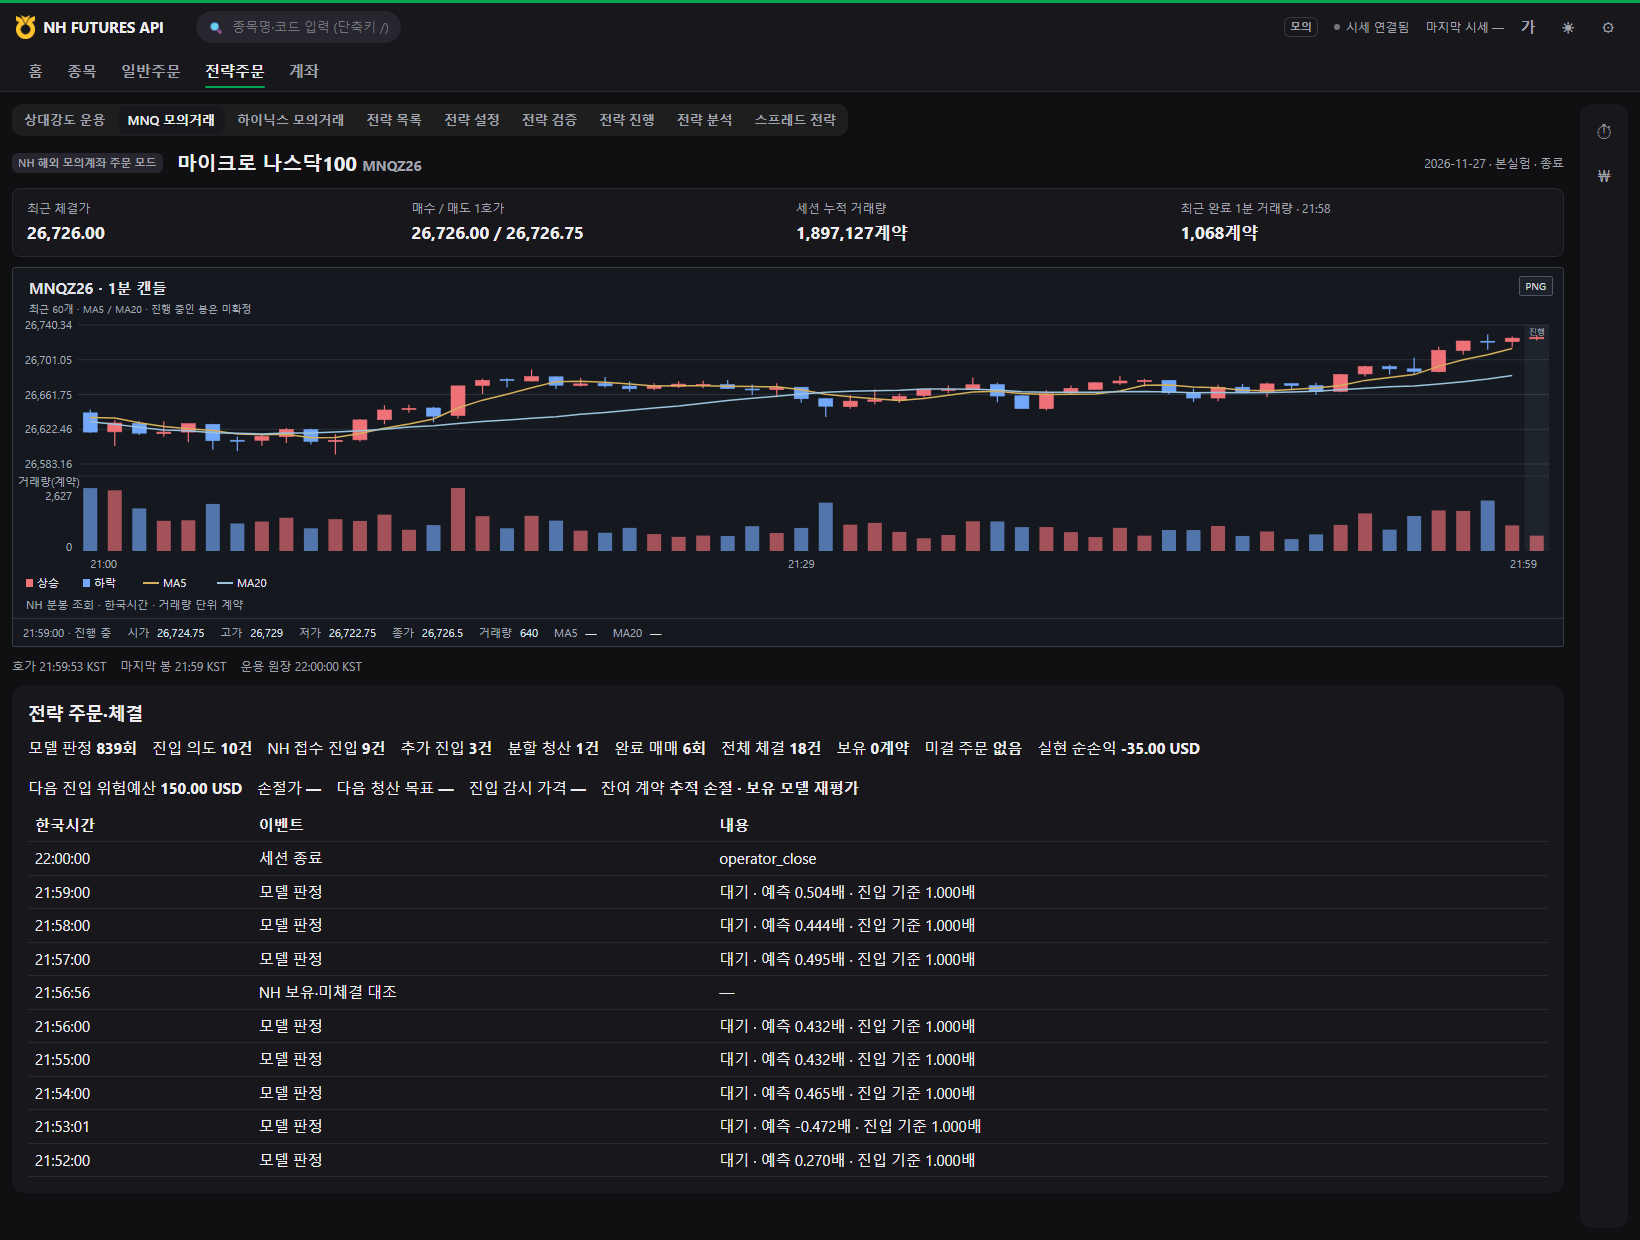 NH FUTURES API 종목명·코드 입력 (단축키 /) 모의 시세 연결됨 마지막 시세 — 가
홈 종목 일반주문 전략주문 계좌
상대강도 운용 MNQ 모의거래 하이닉스 모의거래 전략 목록 전략 설정 전략 검증 전략 진행 전략 분석 스프레드 전략
NH 해외 모의계좌 주문 모드 마이크로 나스닥100 MNQZ26 2026-11-27 · 본실험 · 종료
₩
최근 체결가 매수 / 매도 1호가 세션 누적 거래량 최근 완료 1분 거래량 · 21:58
26,726.00 26,726.00 / 26,726.75 1,897,127계약 1,068계약
MNQZ26 · 1분 캔들 PNG
최근 60개 · MA5 / MA20 · 진행 중인 봉은 미확정
26,740.34 진행
26,701.05
26,661.75
26,622.46
26,583.16
거래량(계약)
2,627
0
21:00 21:29 21:59
상승 하락 MA5 MA20
NH 분봉 조회 · 한국시간 · 거래량 단위 계약
21:59:00 · 진행 중 시가 26,724.75 고가 26,729 저가 26,722.75 종가 26,726.5 거래량 640 MA5 — MA20 —
호가 21:59:53 KST 마지막 봉 21:59 KST 운용 원장 22:00:00 KST
전략 주문·체결
모델 판정 839회 진입 의도 10건 NH 접수 진입 9건 추가 진입 3건 분할 청산 1건 완료 매매 6회 전체 체결 18건 보유 0계약 미결 주문 없음 실현 순손익 -35.00 USD
다음 진입 위험예산 150.00 USD 손절가 — 다음 청산 목표 — 진입 감시 가격 — 잔여 계약 추적 손절 · 보유 모델 재평가
한국시간 이벤트 내용
22:00:00 세션 종료 operator_close
21:59:00 모델 판정 대기 · 예측 0.504배 · 진입 기준 1.000배
21:58:00 모델 판정 대기 · 예측 0.444배 · 진입 기준 1.000배
21:57:00 모델 판정 대기 · 예측 0.495배 · 진입 기준 1.000배
21:56:56 NH 보유·미체결 대조 —
21:56:00 모델 판정 대기 · 예측 0.432배 · 진입 기준 1.000배
21:55:00 모델 판정 대기 · 예측 0.432배 · 진입 기준 1.000배
21:54:00 모델 판정 대기 · 예측 0.465배 · 진입 기준 1.000배
21:53:01 모델 판정 대기 · 예측 -0.472배 · 진입 기준 1.000배
21:52:00 모델 판정 대기 · 예측 0.270배 · 진입 기준 1.000배